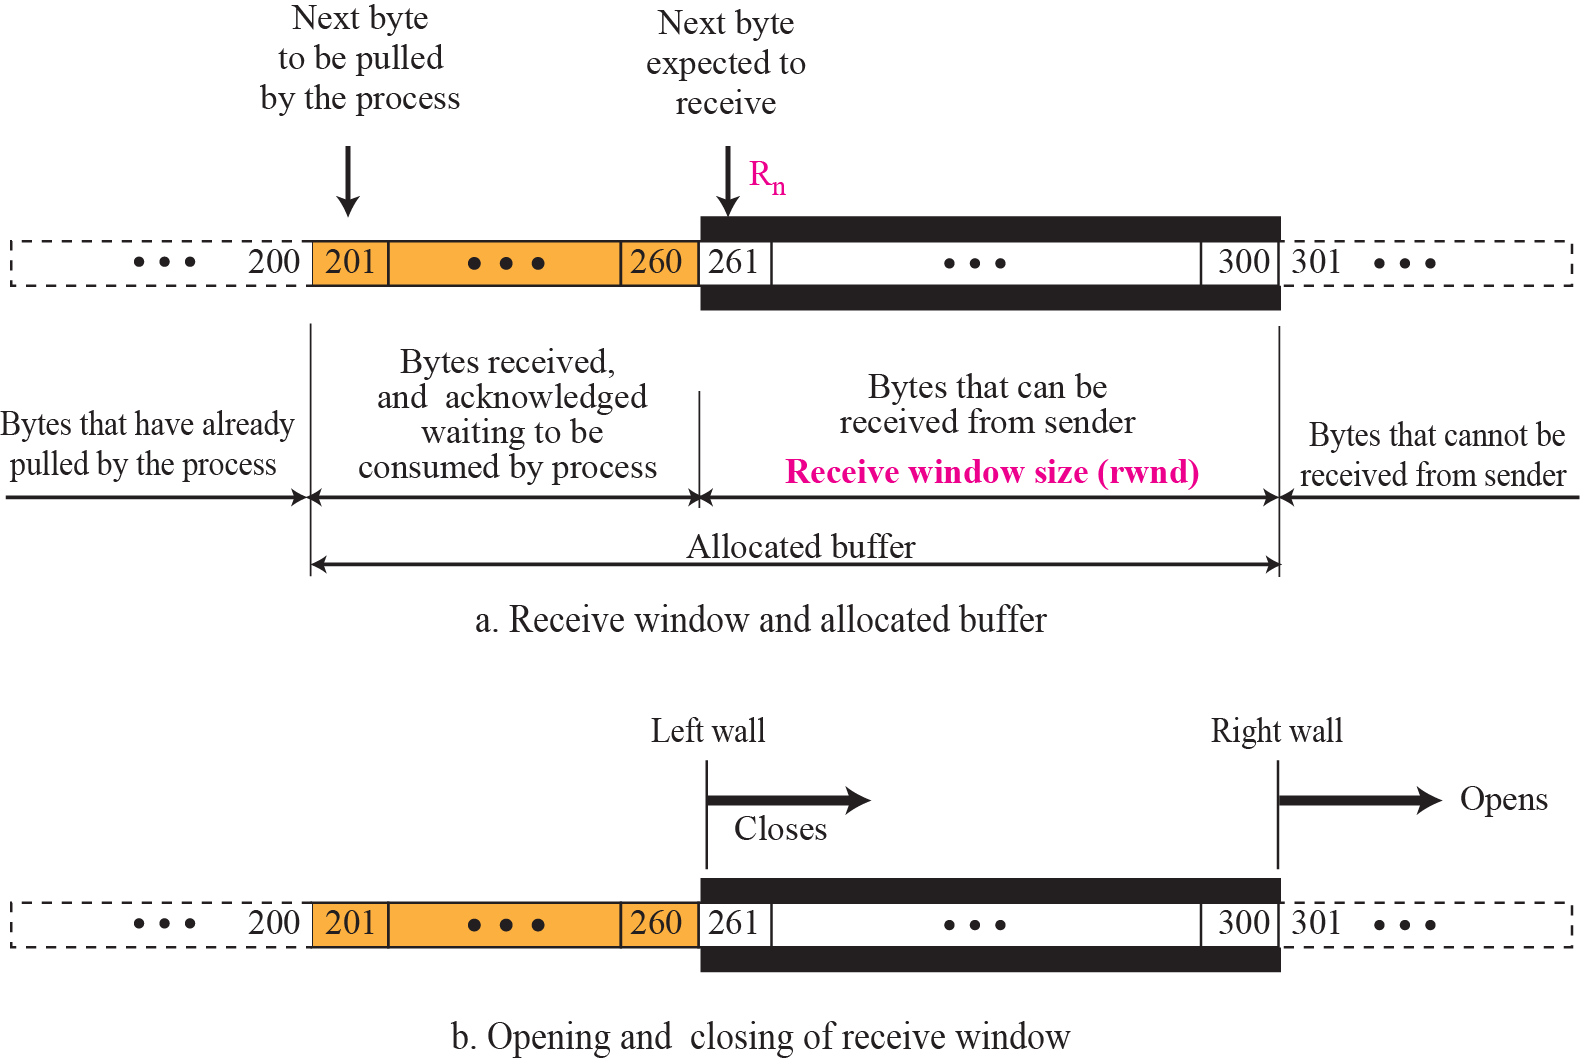 Next byte
to be pulled
by the process
Next byte
expected to
receive
Rn
• • • 200 201 • • • 260 261 • • • 300 301 • • •
Bytes that have already
pulled by the process
Bytes received,
and acknowledged
waiting to be
consumed by process
Bytes that can be
received from sender
Receive window size (rwnd)
Bytes that cannot be
received from sender
Allocated buffer
a. Receive window and allocated buffer
Left wall
Right wall
Closes
Opens
• • • 200 201 • • • 260 261 • • • 300 301 • • •
b. Opening and closing of receive window